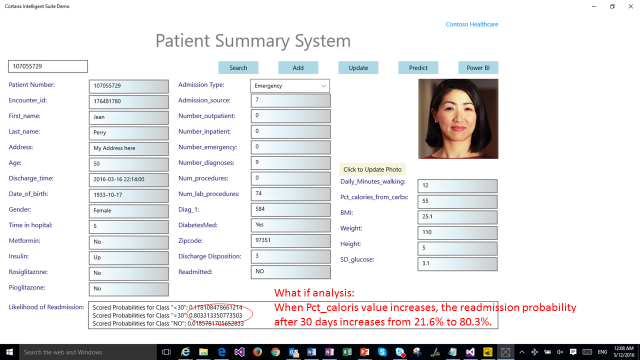 Cortana Intelligent Suite Demo
Contoso Healthcare
Patient Summary System
107055729
Search Add Update Predict Power BI
Patient Number: 107055729
Encounter_id: 176481780
First_name: Jean
Last_name: Perry
Address: My Address here
Age: 50
Discharge_time: 2016-03-16 22:14:00
Date_of_birth: 1933-10-17
Gender: Female
Time in hopital: 5
Metformin: No
Insulin: Up
Rosiglitazone: No
Pioglitazone: No
Admission Type: Emergency
Admission_source: 7
Number_outpatient: 0
Number_inpatient: 0
Number_emergency: 0
Number_diagnoses: 9
Num_procedures: 0
Num_lab_procedures: 74
Diag_1: 584
DiabetesMed: Yes
Zipcode: 97351
Discharge Disposition: 3
Readmitted: NO
Click to Update Photo
Daily_Minutes_walking: 12
Pct_calories_from_carbs: 55
BMI: 25.1
Weight: 110
Height: 5
SD_glucose: 3.1
Likelihood of Readmission:
Scored Probabilities for Class "<30": 0.178108478661214
Scored Probabilities for Class ">30": 0.803313350773503
Scored Probabilities for Class "NO": 0.0185781705652833
What if analysis:
When Pct_caloris value increases, the readmission probability
after 30 days increases from 21.6% to 80.3%.
Search the web and Windows
12:08 AM
5/12/2016